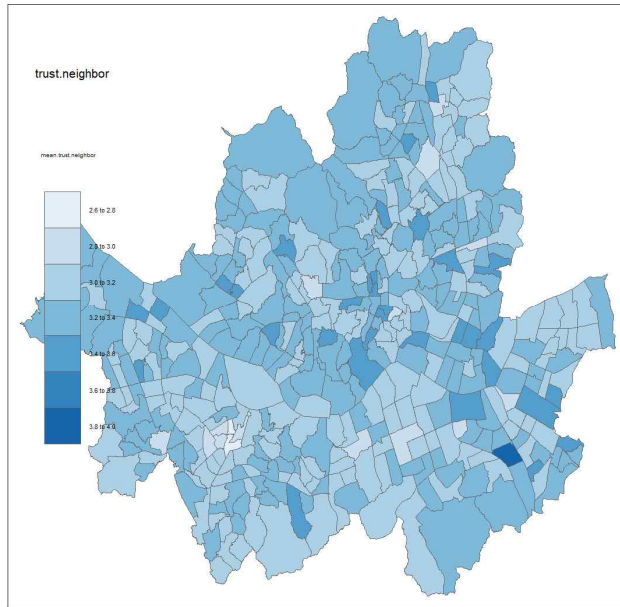 trust.neighbor
mean.trust.neighbor
2.6 to 2.8
2.8 to 3.0
3.0 to 3.2
3.2 to 3.4
3.4 to 3.6
3.6 to 3.8
3.8 to 4.0